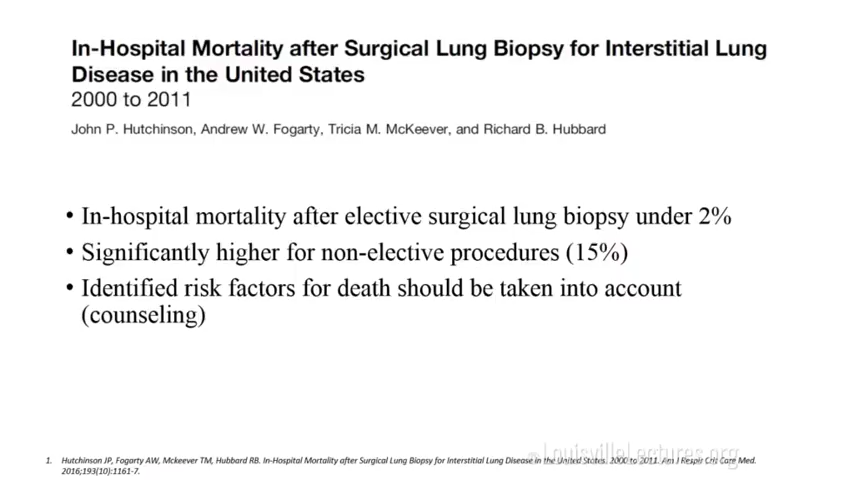 In-Hospital Mortality after Surgical Lung Biopsy for Interstitial Lung
Disease in the United States
2000 to 2011
John P. Hutchinson, Andrew W. Fogarty, Tricia M. McKeever, and Richard B. Hubbard
• In-hospital mortality after elective surgical lung biopsy under 2%
• Significantly higher for non-elective procedures (15%)
• Identified risk factors for death should be taken into account
(counseling)
1. Hutchinson JP, Fogarty AW, Mckeever TM, Hubbard RB. In-Hospital Mortality after Surgical Lung Biopsy for Interstitial Lung Disease in the United States. 2000 to 2011. Am J Respir Crit Care Med.
2016;193(10):1161-7.
LouisvilleLectures.org